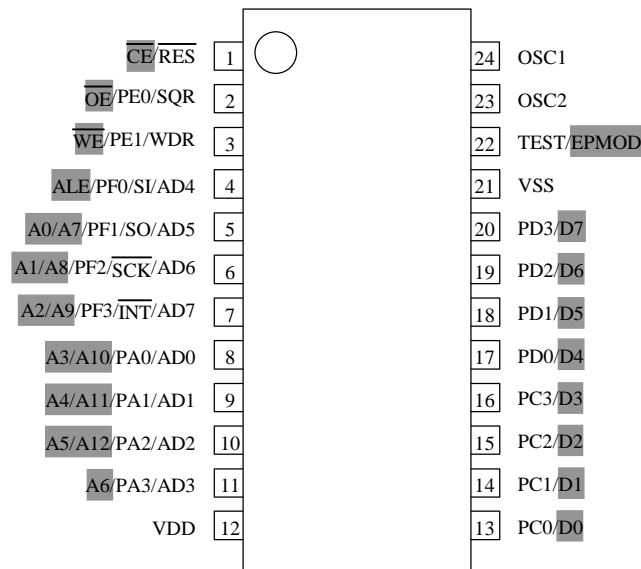 CE/RES 1 24 OSC1
OE/PE0/SQR 2 23 OSC2
WE/PE1/WDR 3 22 TEST/EPMOD
ALE/PF0/SI/AD4 4 21 VSS
A0/A7/PF1/SO/AD5 5 20 PD3/D7
A1/A8/PF2/SCK/AD6 6 19 PD2/D6
A2/A9/PF3/INT/AD7 7 18 PD1/D5
A3/A10/PA0/AD0 8 17 PD0/D4
A4/A11/PA1/AD1 9 16 PC3/D3
A5/A12/PA2/AD2 10 15 PC2/D2
A6/PA3/AD3 11 14 PC1/D1
VDD 12 13 PC0/D0